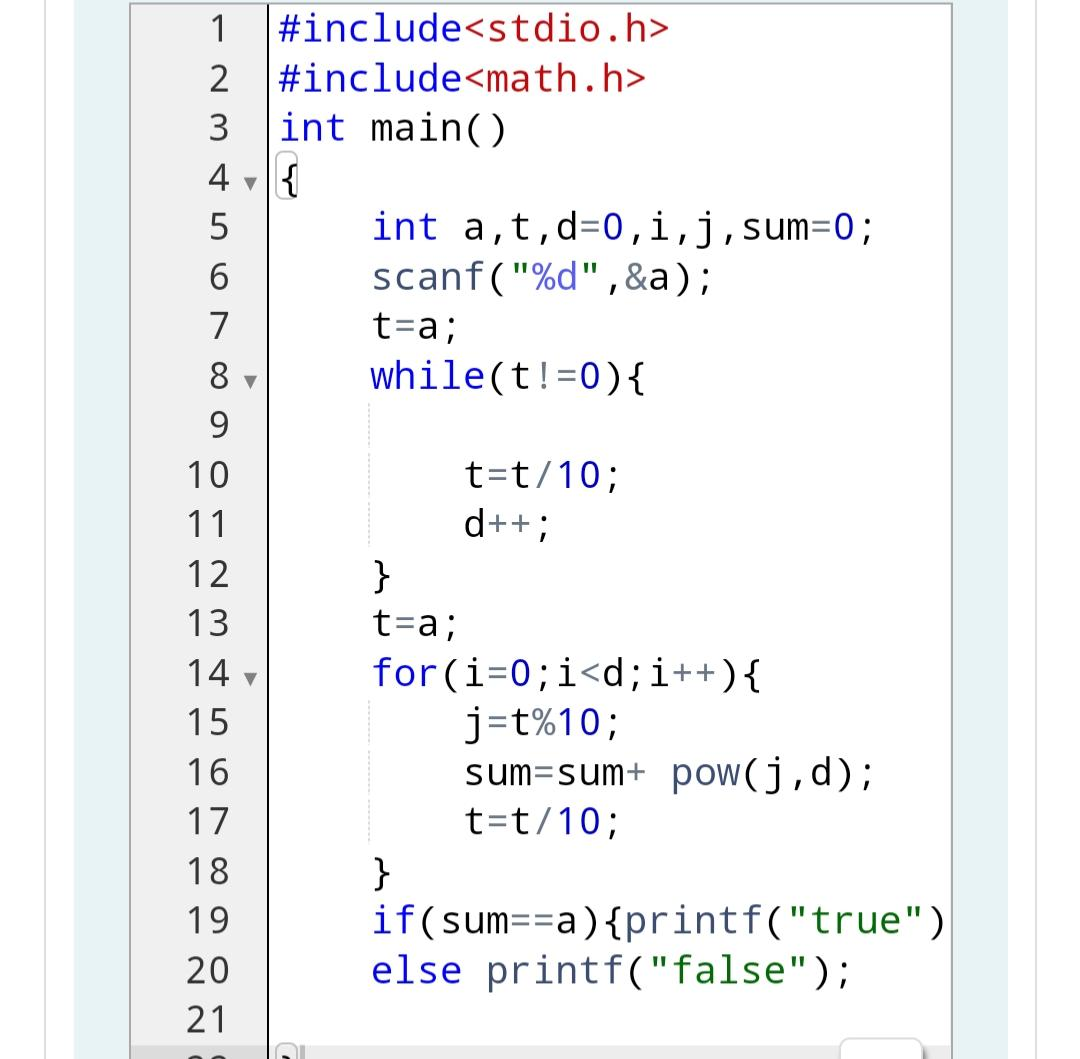 1 #include<stdio.h>
2 #include<math.h>
3 int main()
4 {
5 int a,t,d=0,i,j,sum=0;
6 scanf("%d",&a);
7 t=a;
8 while(t!=0){
9
10 t=t/10;
11 d++;
12 }
13 t=a;
14 for(i=0;i<d;i++){
15 j=t%10;
16 sum=sum+ pow(j,d);
17 t=t/10;
18 }
19 if(sum==a){printf("true")
20 else printf("false");
21